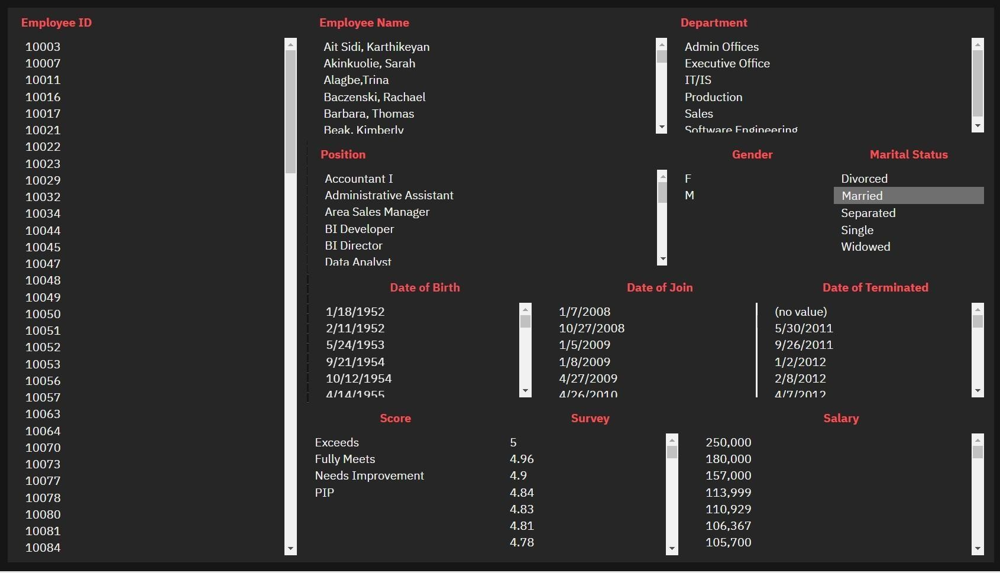 Employee ID
10003
10007
10011
10016
10017
10021
10022
10023
10029
10032
10034
10044
10045
10047
10048
10049
10050
10051
10052
10053
10056
10057
10063
10064
10070
10073
10077
10078
10080
10081
10084
Employee Name
Ait Sidi, Karthikeyan
Akinkuolie, Sarah
Alagbe,Trina
Baczenski, Rachael
Barbara, Thomas
Beak, Kimberly
Department
Admin Offices
Executive Office
IT/IS
Production
Sales
Software Engineering
Position
Accountant I
Administrative Assistant
Area Sales Manager
BI Developer
BI Director
Data Analyst
Gender
F
M
Marital Status
Divorced
Married
Separated
Single
Widowed
Date of Birth
1/18/1952
2/11/1952
5/24/1953
9/21/1954
10/12/1954
4/14/1955
Date of Join
1/7/2008
10/27/2008
1/5/2009
1/8/2009
4/27/2009
4/26/2010
Date of Terminated
(no value)
5/30/2011
9/26/2011
1/2/2012
2/8/2012
4/7/2012
Score
Exceeds
Fully Meets
Needs Improvement
PIP
Survey
5
4.96
4.9
4.84
4.83
4.81
4.78
Salary
250,000
180,000
157,000
113,999
110,929
106,367
105,700